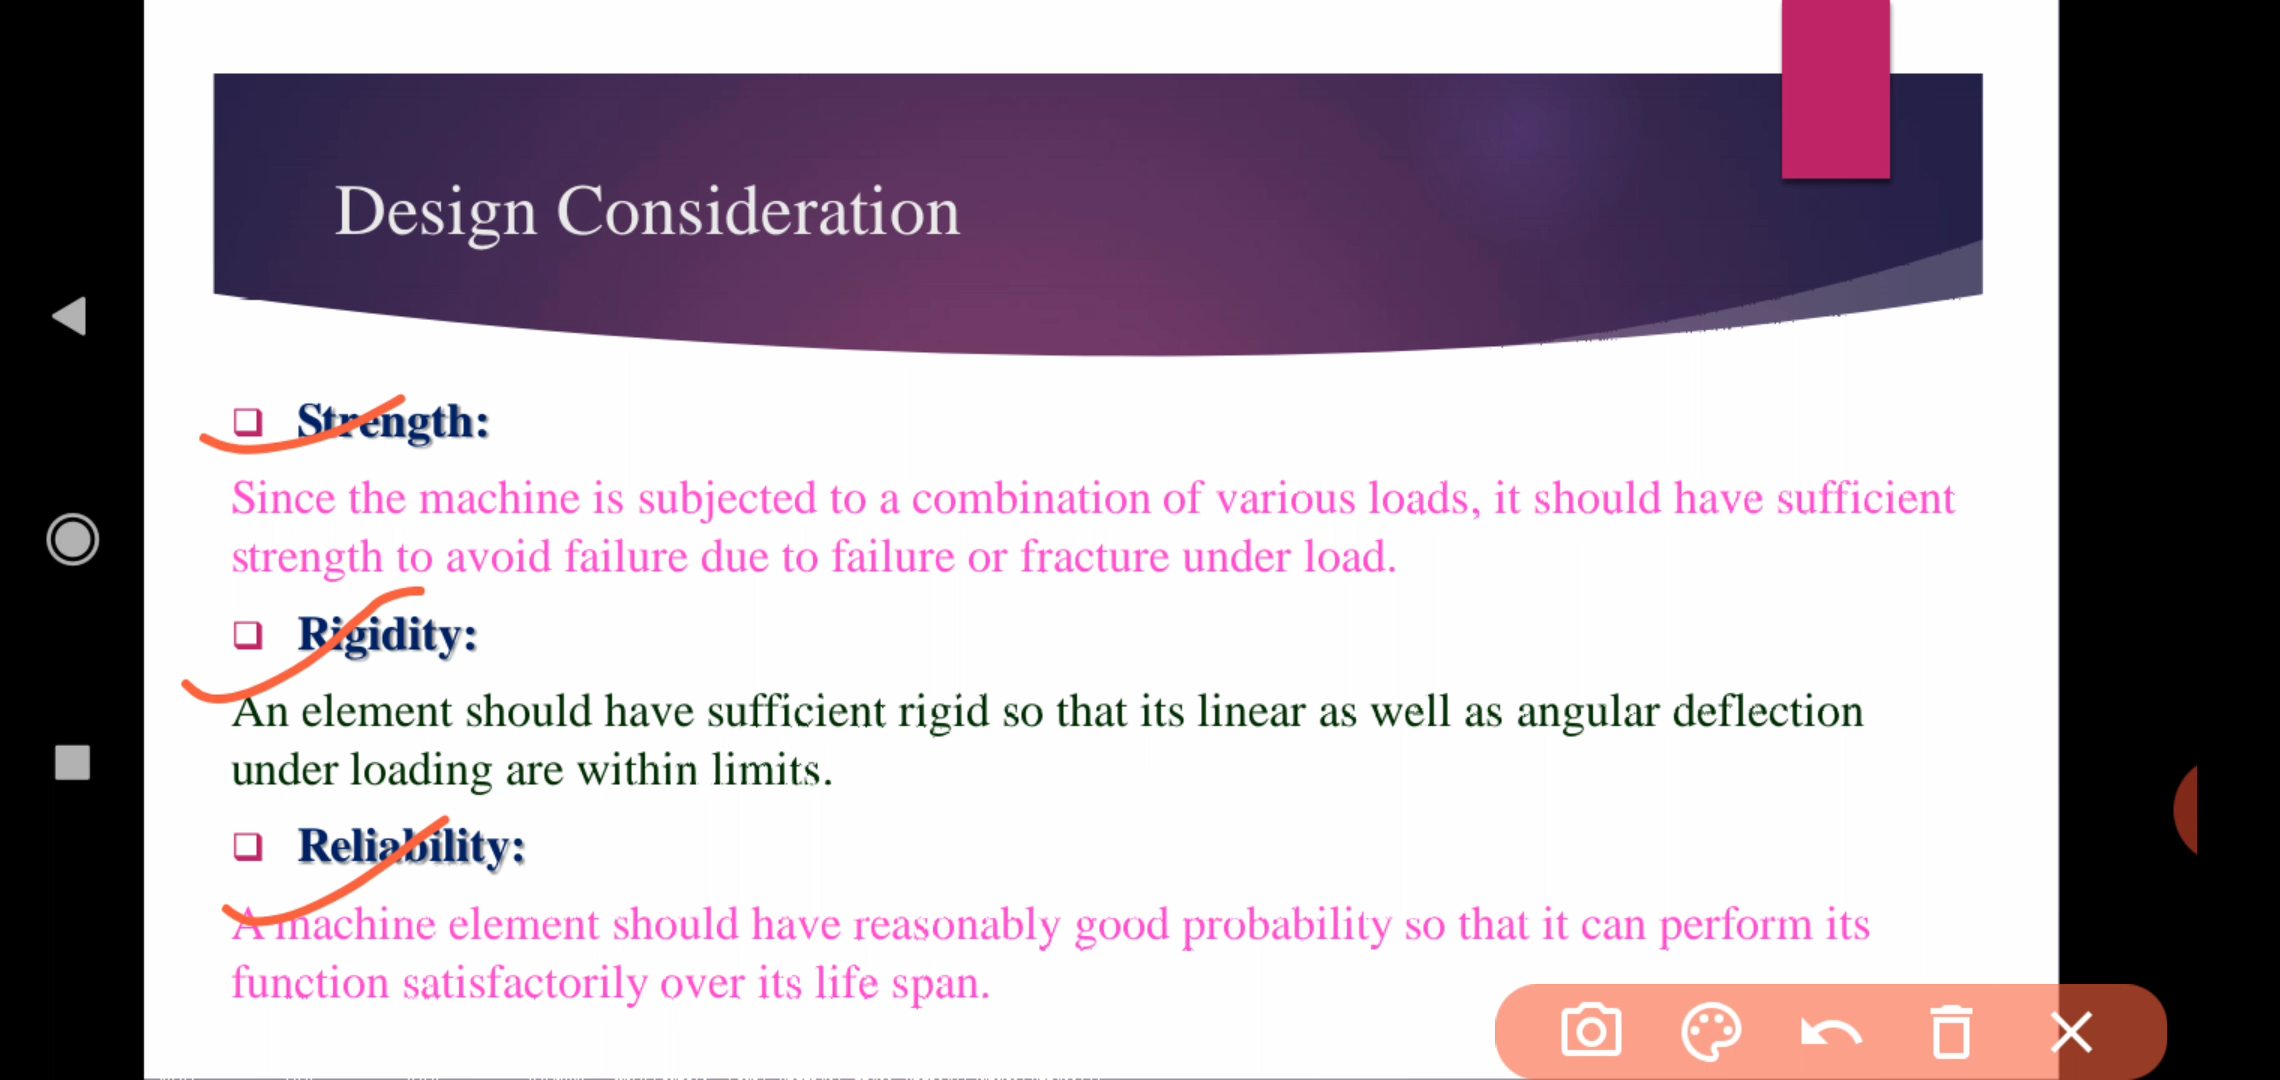 Design Consideration
Strength:
Since the machine is subjected to a combination of various loads, it should have sufficient
strength to avoid failure due to failure or fracture under load.
Rigidity:
An element should have sufficient rigid so that its linear as well as angular deflection
under loading are within limits.
Reliability:
A machine element should have reasonably good probability so that it can perform its
function satisfactorily over its life span.